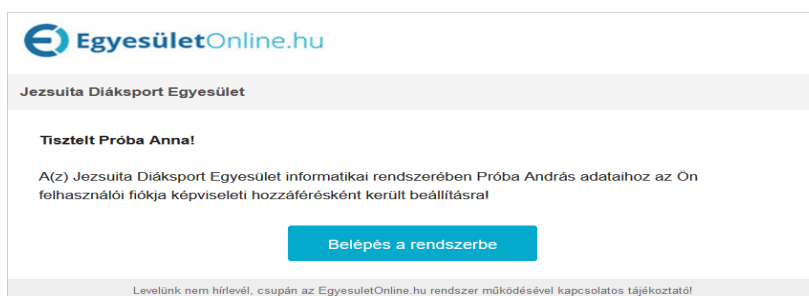 EgyesületOnline.hu
Jezsuita Diáksport Egyesület
Tisztelt Próba Anna!
A(z) Jezsuita Diáksport Egyesület informatikai rendszerében Próba András adataihoz az Ön
felhasználói fiókja képviseleti hozzáférésként került beállításra!
Belépés a rendszerbe
Levelünk nem hírlevél, csupán az EgyesuletOnline.hu rendszer működésével kapcsolatos tájékoztató!